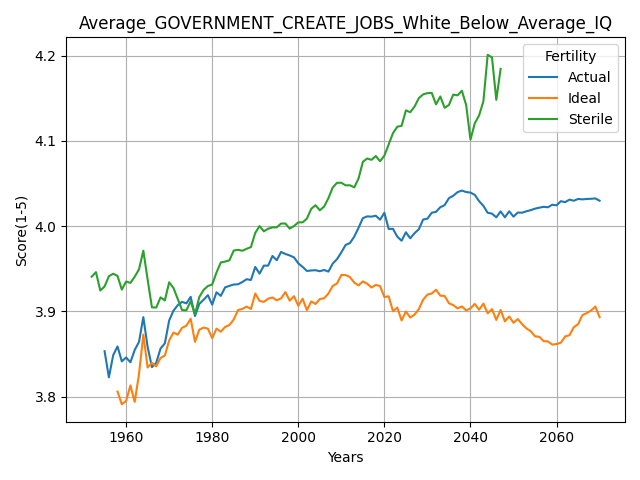 Average_GOVERNMENT_CREATE_JOBS_White_Below_Average_IQ
Fertility
Actual
Ideal
Sterile
Score(1-5)
4.2
4.1
4.0
3.9
3.8
1960 1980 2000 2020 2040 2060
Years